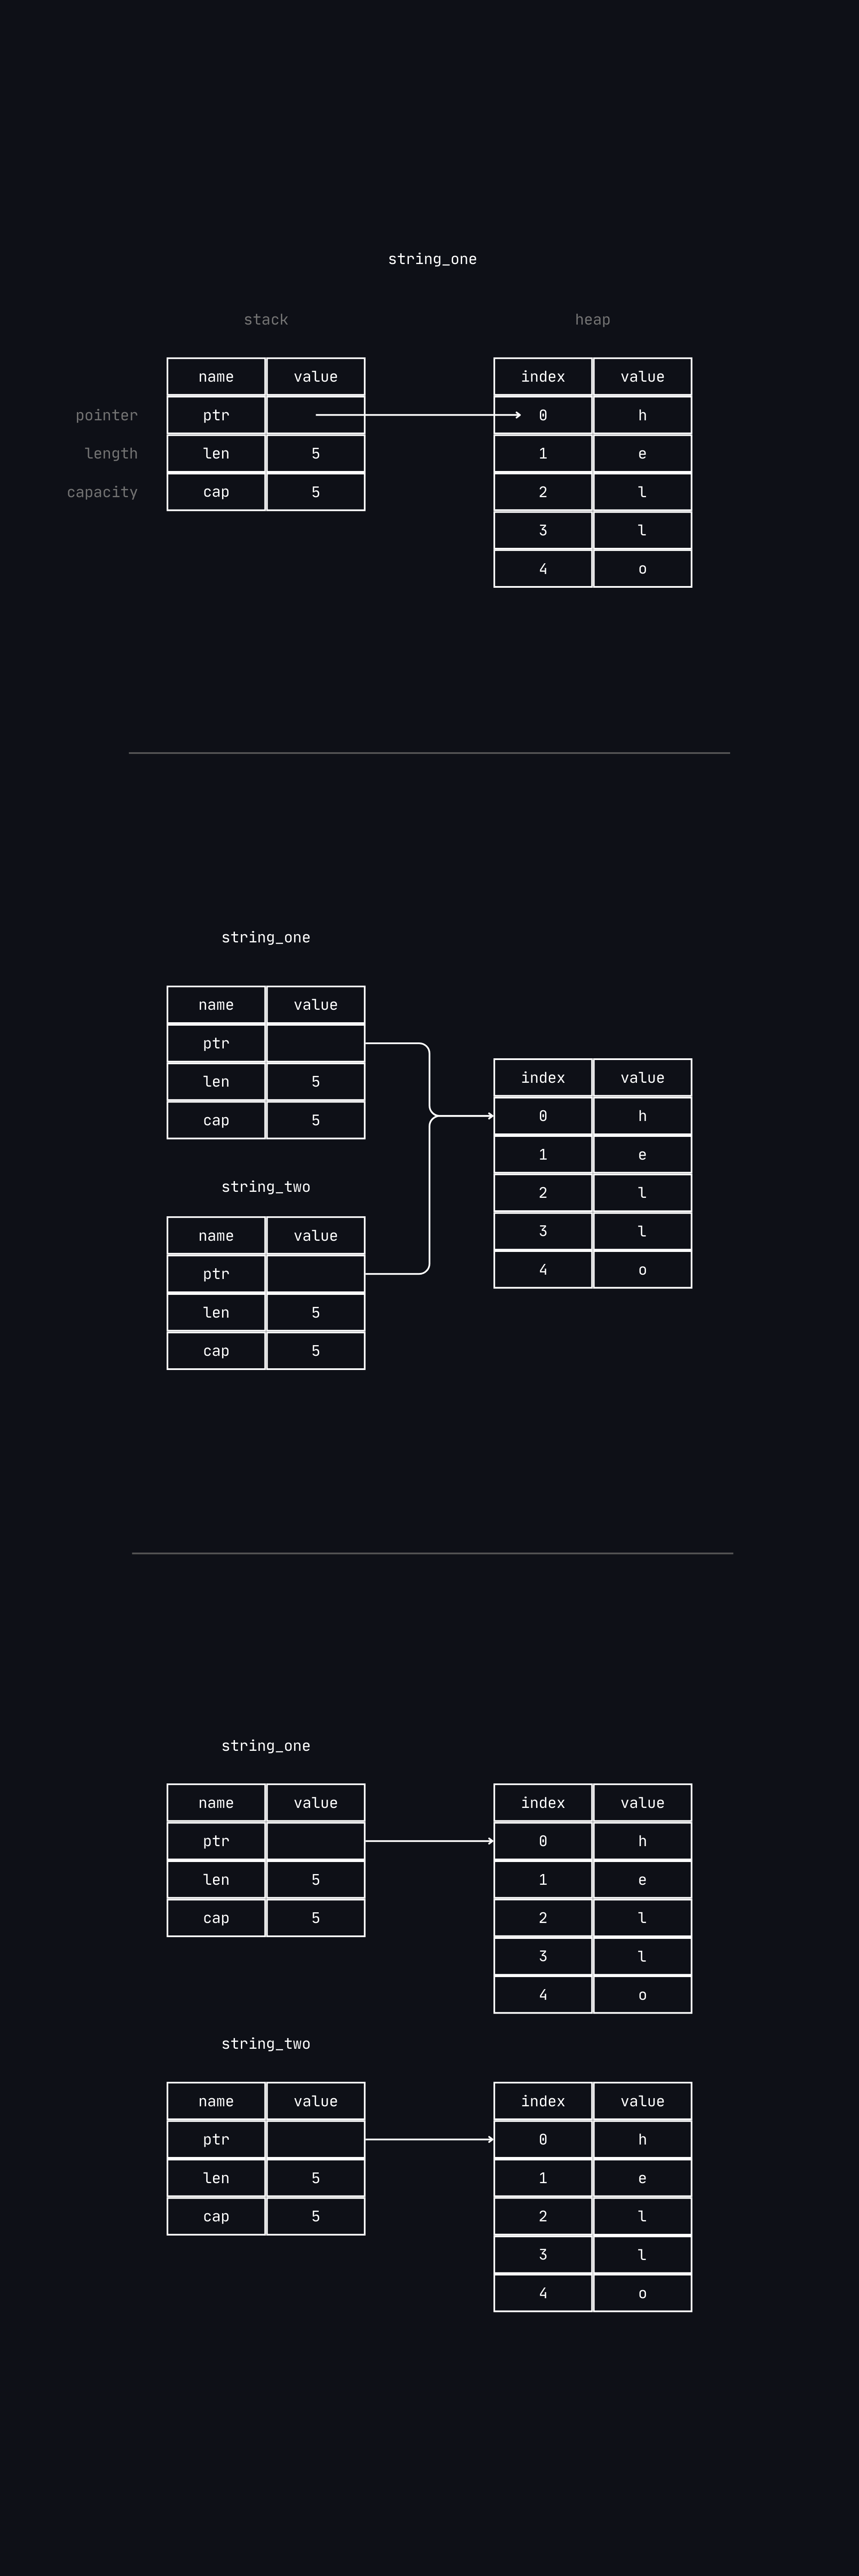 string_one
stack heap
name value index value
pointer ptr 0 h
length len 5 1 e
capacity cap 5 2 l
3 l
4 o
string_one
name value
ptr
len 5
cap 5
string_two
name value
ptr
len 5
cap 5
index value
0 h
1 e
2 l
3 l
4 o
string_one
name value index value
ptr 0 h
len 5 1 e
cap 5 2 l
3 l
4 o
string_two
name value index value
ptr 0 h
len 5 1 e
cap 5 2 l
3 l
4 o